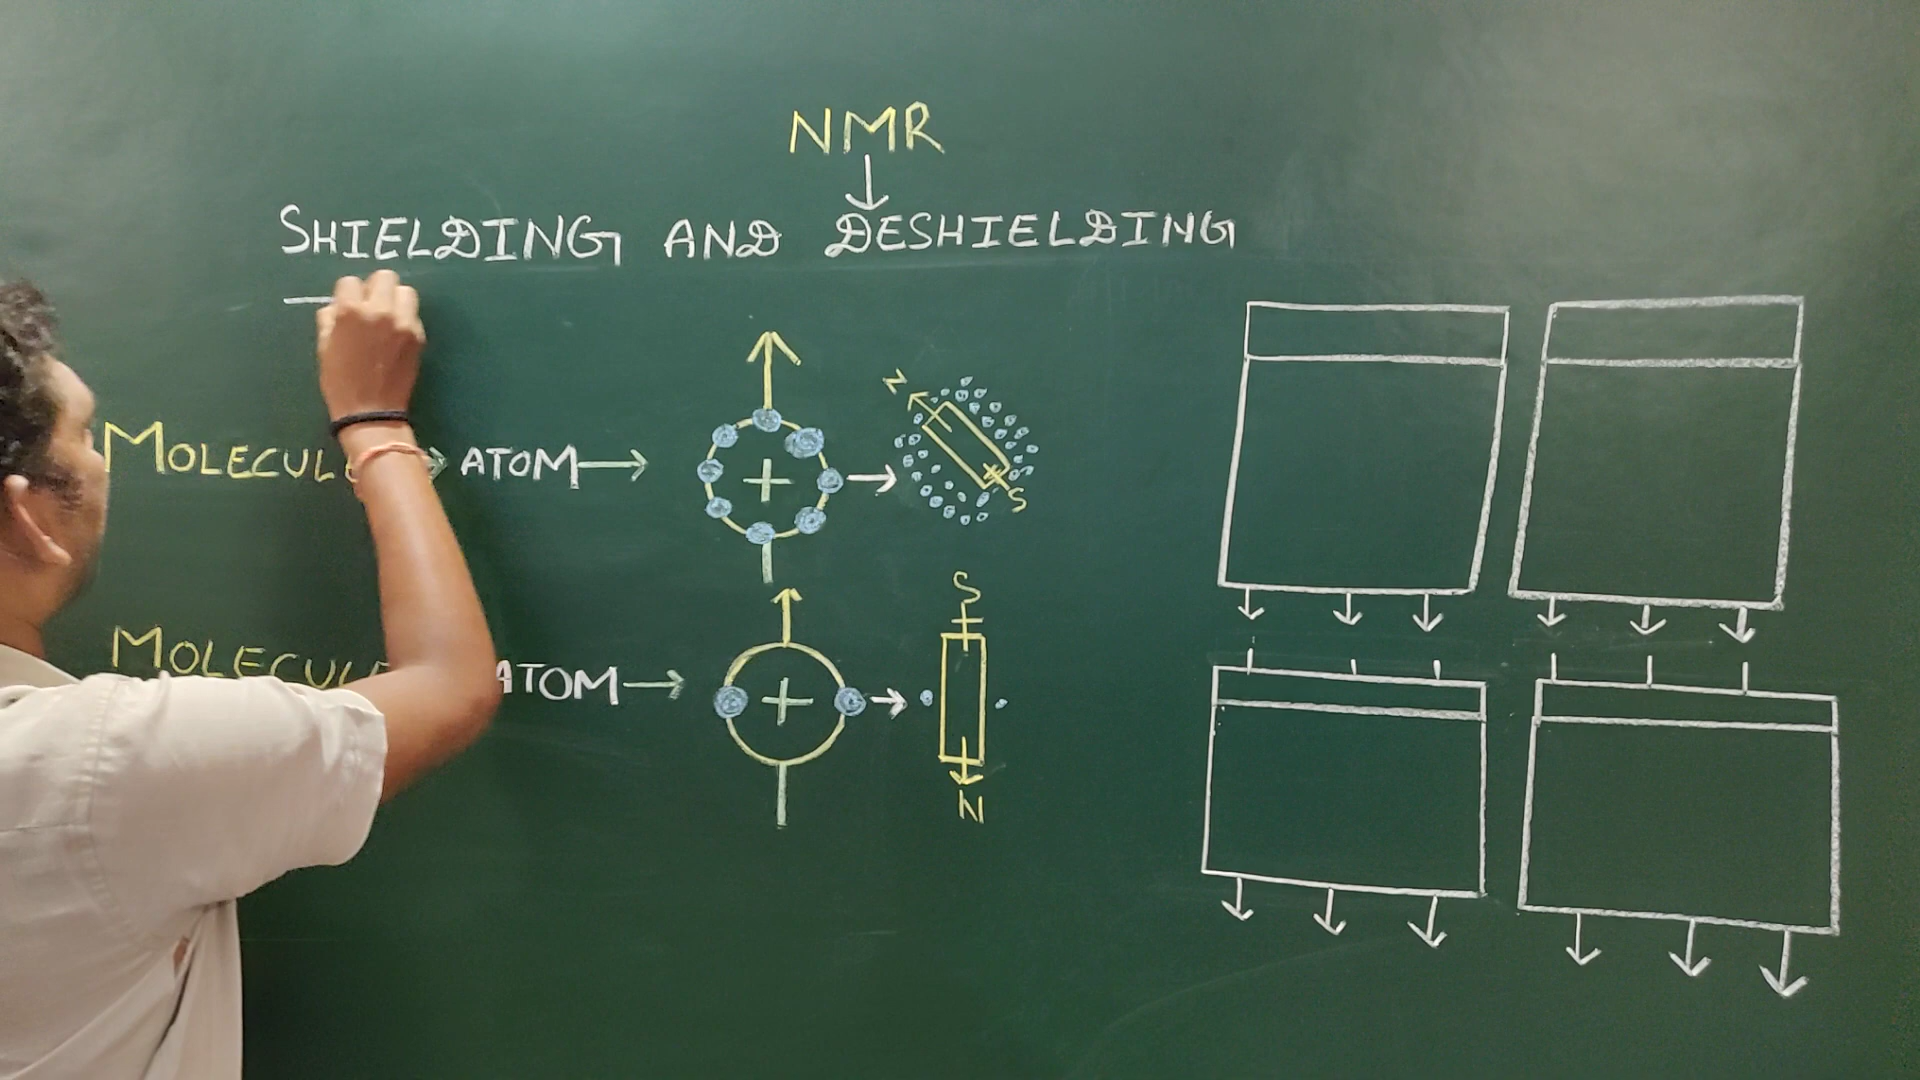 NMR
SHIELDING AND DESHIELDING
MOLECULE ATOM
N
S
MOLECULE ATOM
S
N